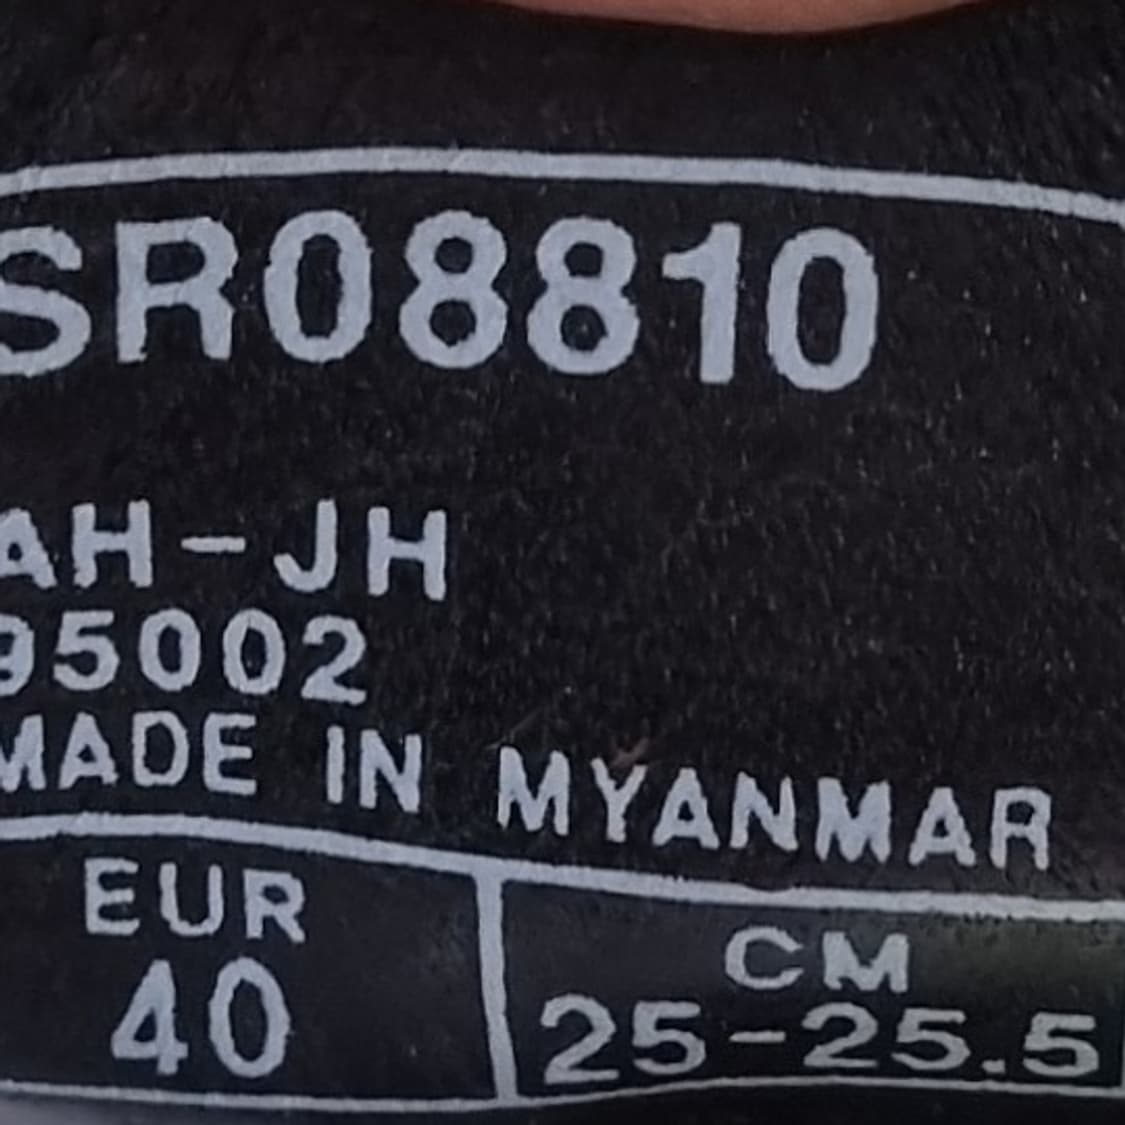 SR08810
AH-JH
95002
MADE IN MYANMAR
EUR
40
CM
25-25.5